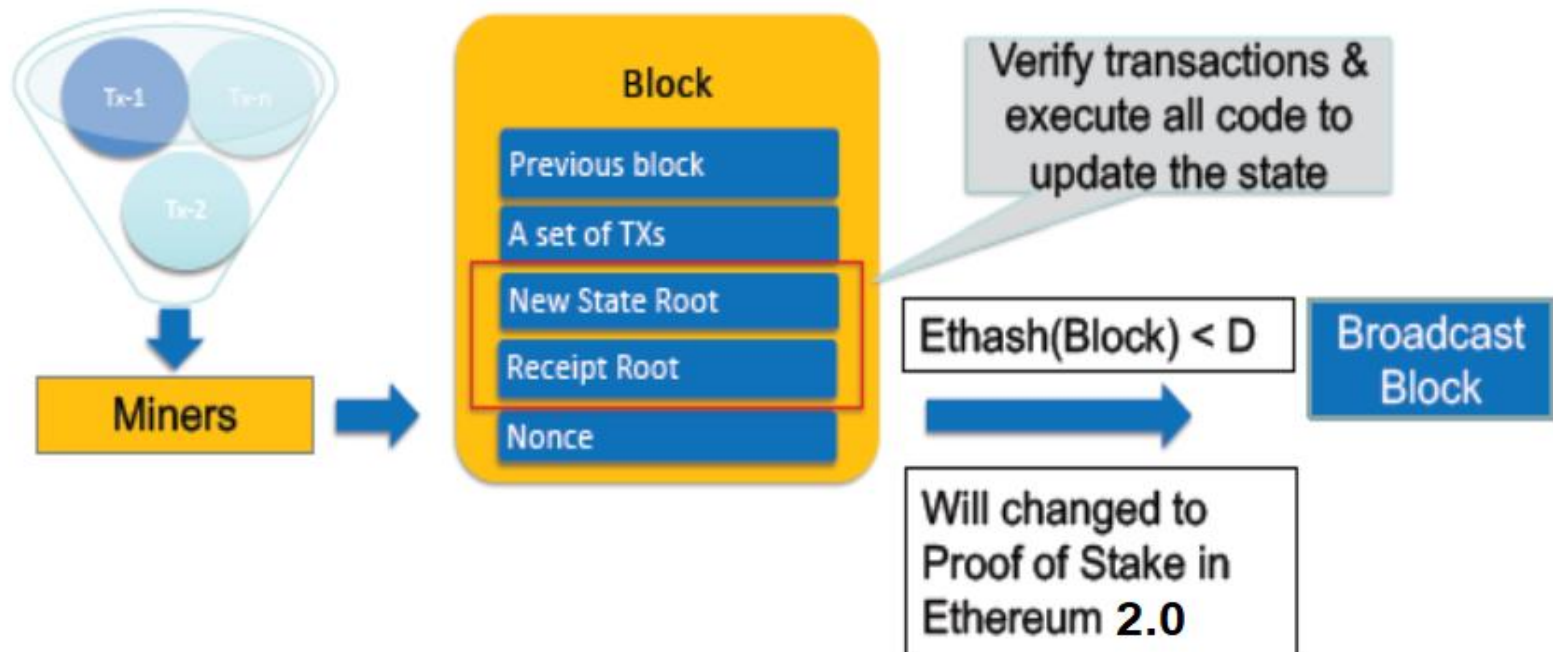 Tx-1
Tx-n
Tx-2
Miners
Block
Previous block
A set of TXs
New State Root
Receipt Root
Nonce
Verify transactions &
execute all code to
update the state
Ethash(Block) < D
Will changed to
Proof of Stake in
Ethereum 2.0
Broadcast
Block